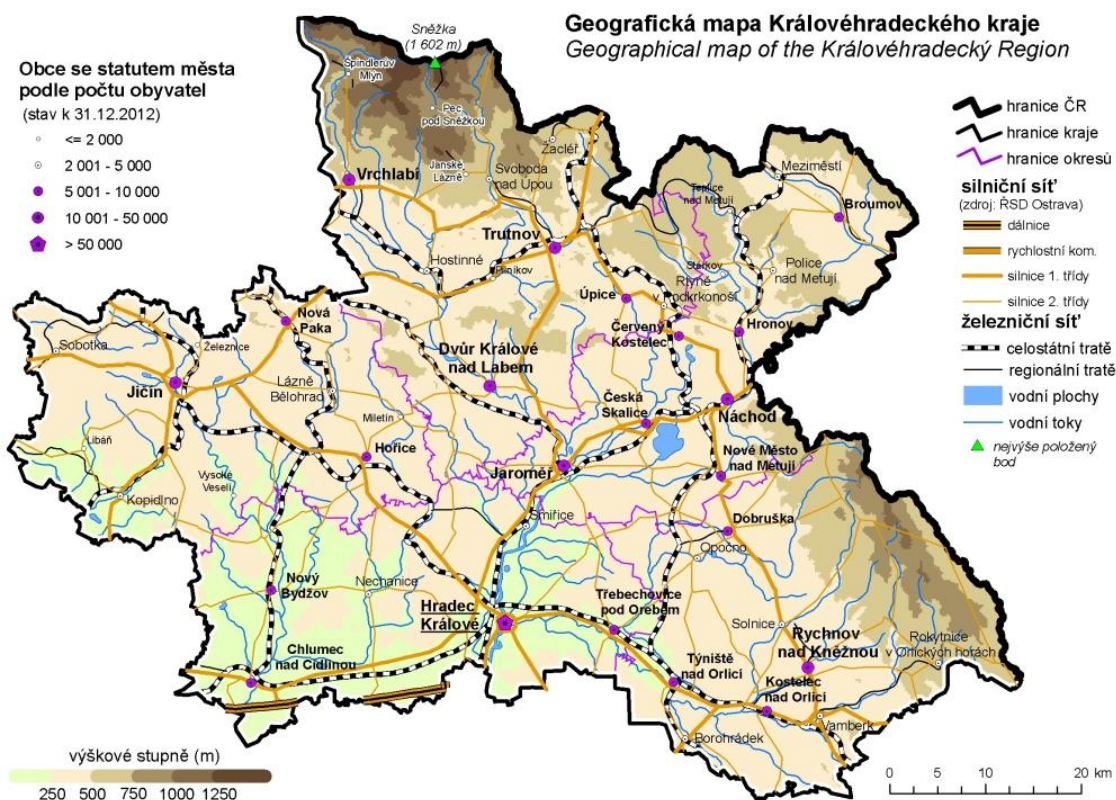 Geografická mapa Královéhradeckého kraje
Geographical map of the Královéhradecký Region
Obce se statutem města
podle počtu obyvatel
(stav k 31.12.2012)
<= 2 000
2 001 - 5 000
5 001 - 10 000
10 001 - 50 000
> 50 000
hranice ČR
hranice kraje
hranice okresů
silniční síť
(zdroj: ŘSD Ostrava)
dálnice
rychlostní kom.
silnice 1. třídy
silnice 2. třídy
železniční síť
celostátní tratě
regionální tratě
vodní plochy
vodní toky
nejvýše položený
bod
Sněžka
(1 602 m)
Špindlerův
Mlýn
Pec
pod Sněžkou
Žacléř
Janské
Lázně
Svoboda
nad Úpou
Vrchlabí
Meziměstí
Teplice
nad Metují
Broumov
Trutnov
Hostinné
Pilníkov
Stárkov
Police
nad Metují
Rtyně
v Podkrkonoší
Úpice
Nová
Paka
Červený
Kostelec
Hronov
Sobotka
Železnice
Dvůr Králové
nad Labem
Jičín
Lázně
Bělohrad
Miletín
Česká
Skalice
Náchod
Libáň
Hořice
Jaroměř
Nové Město
nad Metují
Vysoké
Veselí
Kopidlno
Smiřice
Dobruška
Opočno
Nový
Bydžov
Nechanice
Hradec
Králové
Třebechovice
pod Orebem
Solnice
Rychnov
nad Kněžnou
Rokytnice
v Orlických horách
Chlumec
nad Cidlinou
Týniště
nad Orlicí
Kostelec
nad Orlicí
Vamberk
Borohrádek
výškové stupně (m)
250 500 750 1000 1250
0 5 10 20 km